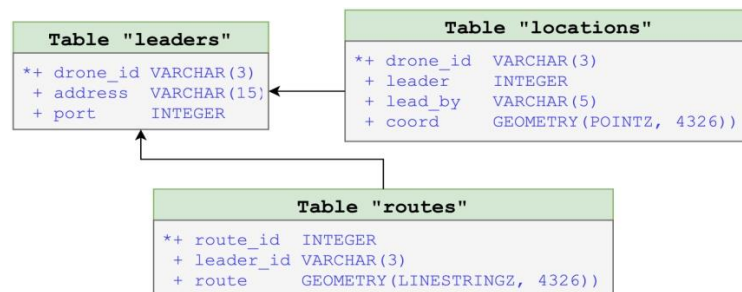 Table "leaders"
*+ drone_id VARCHAR(3)
+ address VARCHAR(15)
+ port INTEGER
Table "locations"
*+ drone_id VARCHAR(3)
+ leader INTEGER
+ lead_by VARCHAR(5)
+ coord GEOMETRY(POINTZ, 4326))
Table "routes"
*+ route_id INTEGER
+ leader_id VARCHAR(3)
+ route GEOMETRY(LINESTRINGZ, 4326))